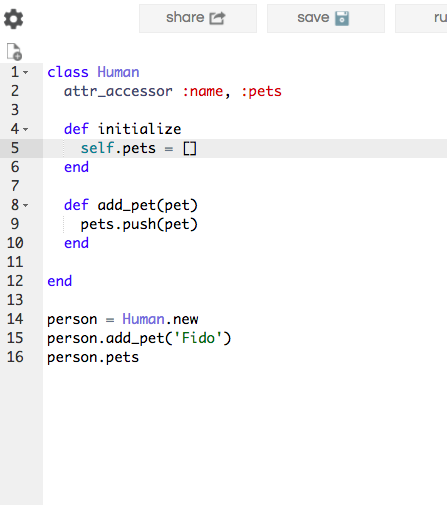 share save ru
1 class Human
2 attr_accessor :name, :pets
3
4 def initialize
5 self.pets = []
6 end
7
8 def add_pet(pet)
9 pets.push(pet)
10 end
11
12 end
13
14 person = Human.new
15 person.add_pet('Fido')
16 person.pets